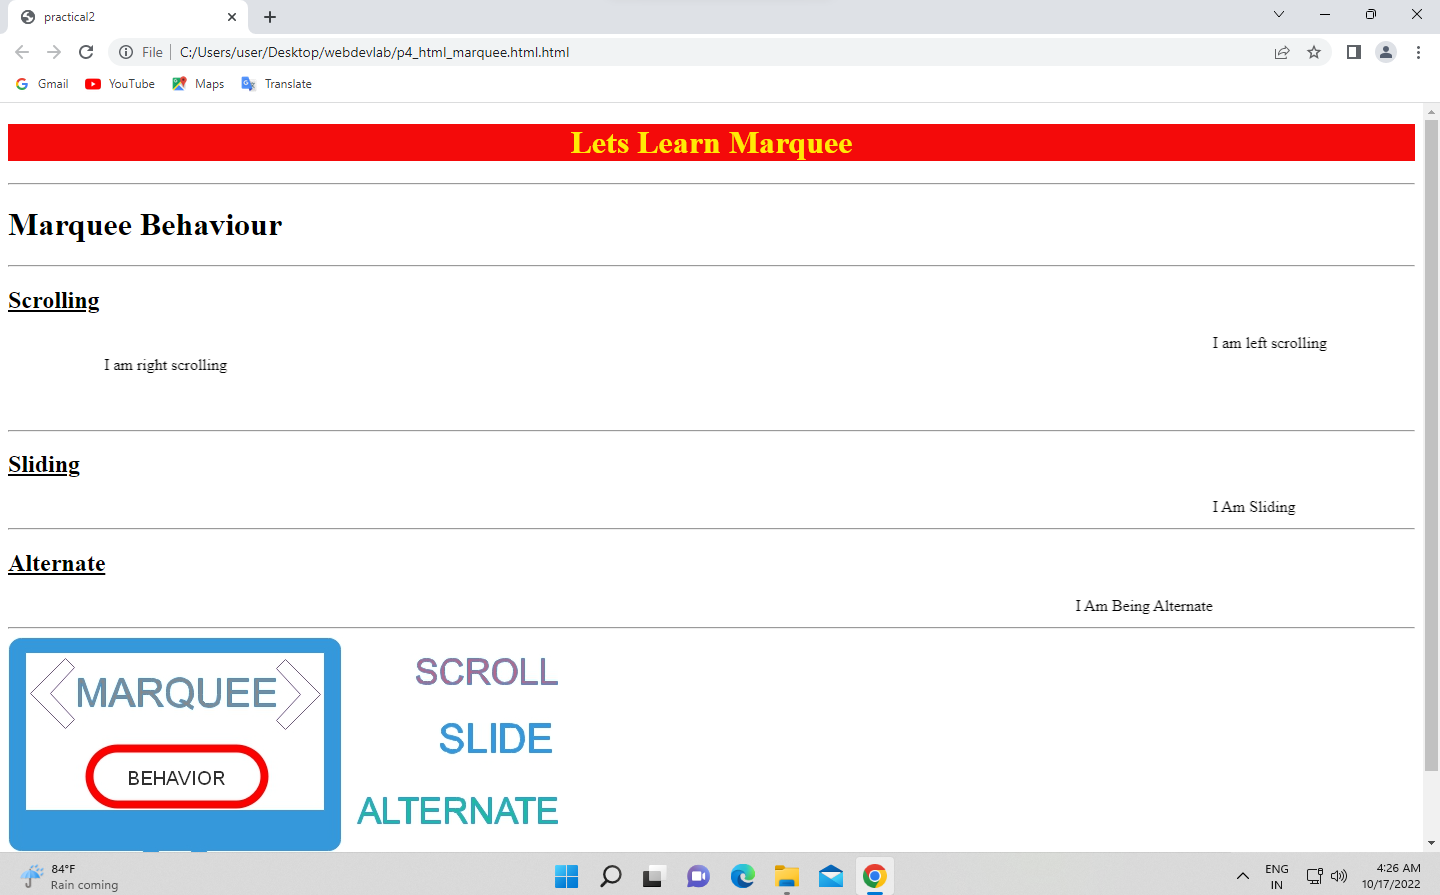 practical2
File C:/Users/user/Desktop/webdevlab/p4_html_marquee.html.html
Gmail YouTube Maps Translate
Lets Learn Marquee
Marquee Behaviour
Scrolling
I am left scrolling
I am right scrolling
Sliding
I Am Sliding
Alternate
I Am Being Alternate
MARQUEE
BEHAVIOR
SCROLL
SLIDE
ALTERNATE
84°F
Rain coming
ENG
IN
4:26 AM
10/17/2022